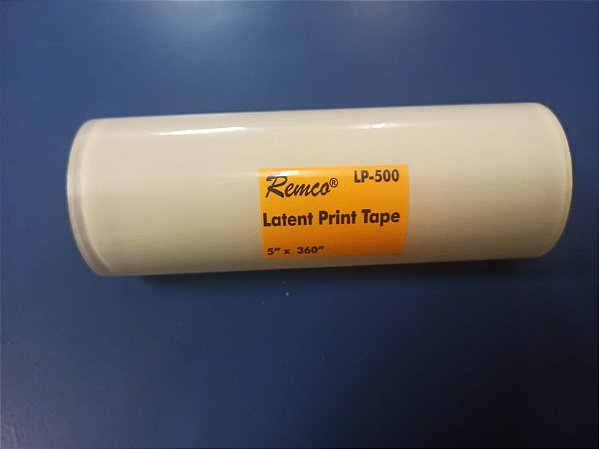 Remco® LP-500
Latent Print Tape
5" x 360"